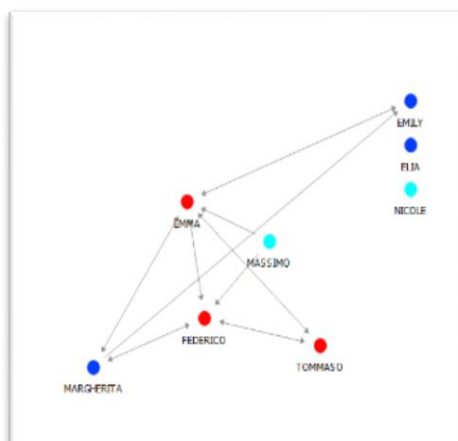 EMILY
ELIA
NICOLE
EMMA
MASSIMO
FEDERICO
TOMMASO
MARGHERITA